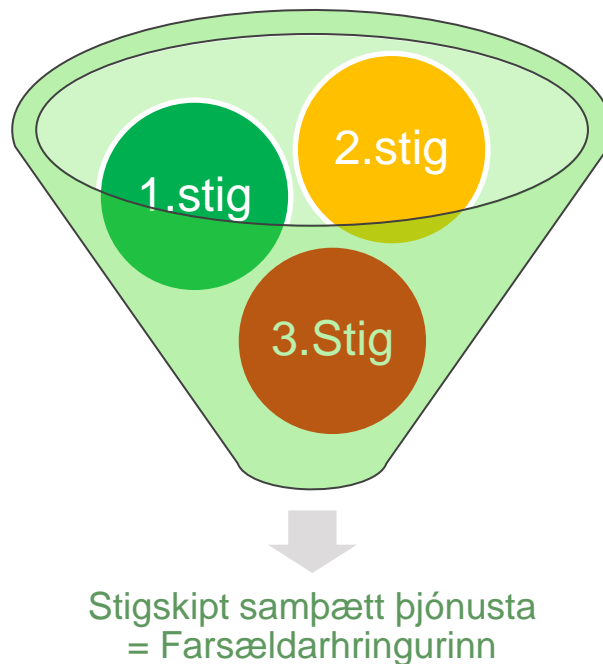 1.stig
2.stig
3.Stig
Stigskipt samþætt þjónusta
= Farsældarhringurinn